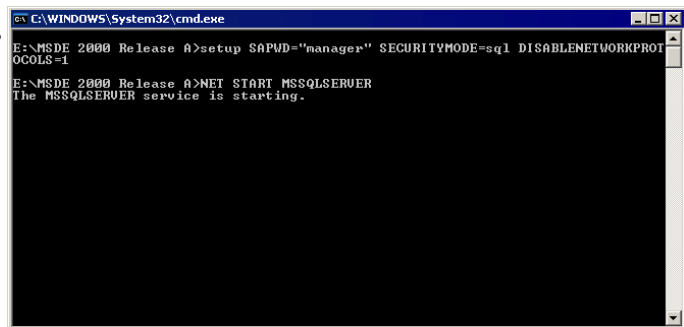 C:\WINDOWS\System32\cmd.exe
E:\MSDE 2000 Release A>setup SAPWD="manager" SECURITYMODE=sql DISABLENETWORKPROT
OCOLS=1
E:\MSDE 2000 Release A>NET START MSSQLSERVER
The MSSQLSERVER service is starting.